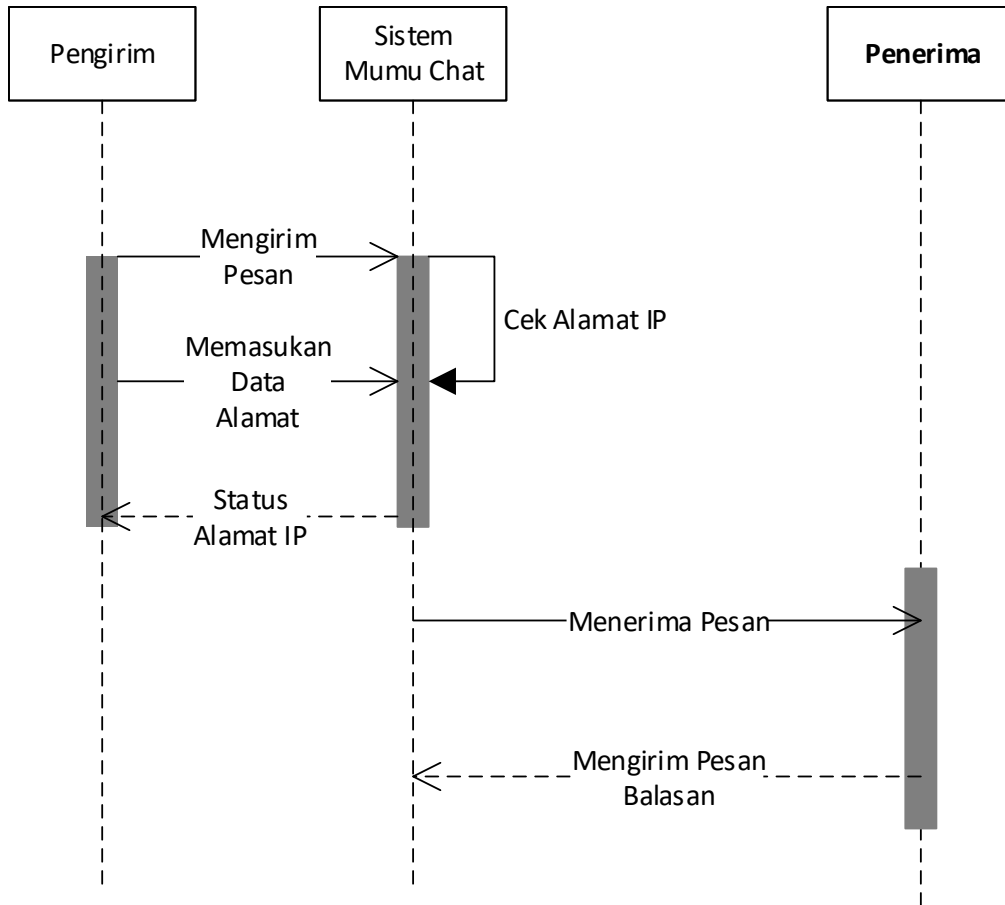 Pengirim
Sistem
Mumu Chat
Penerima
Mengirim
Pesan
Cek Alamat IP
Memasukan
Data
Alamat
Status
Alamat IP
Menerima Pesan
Mengirim Pesan
Balasan